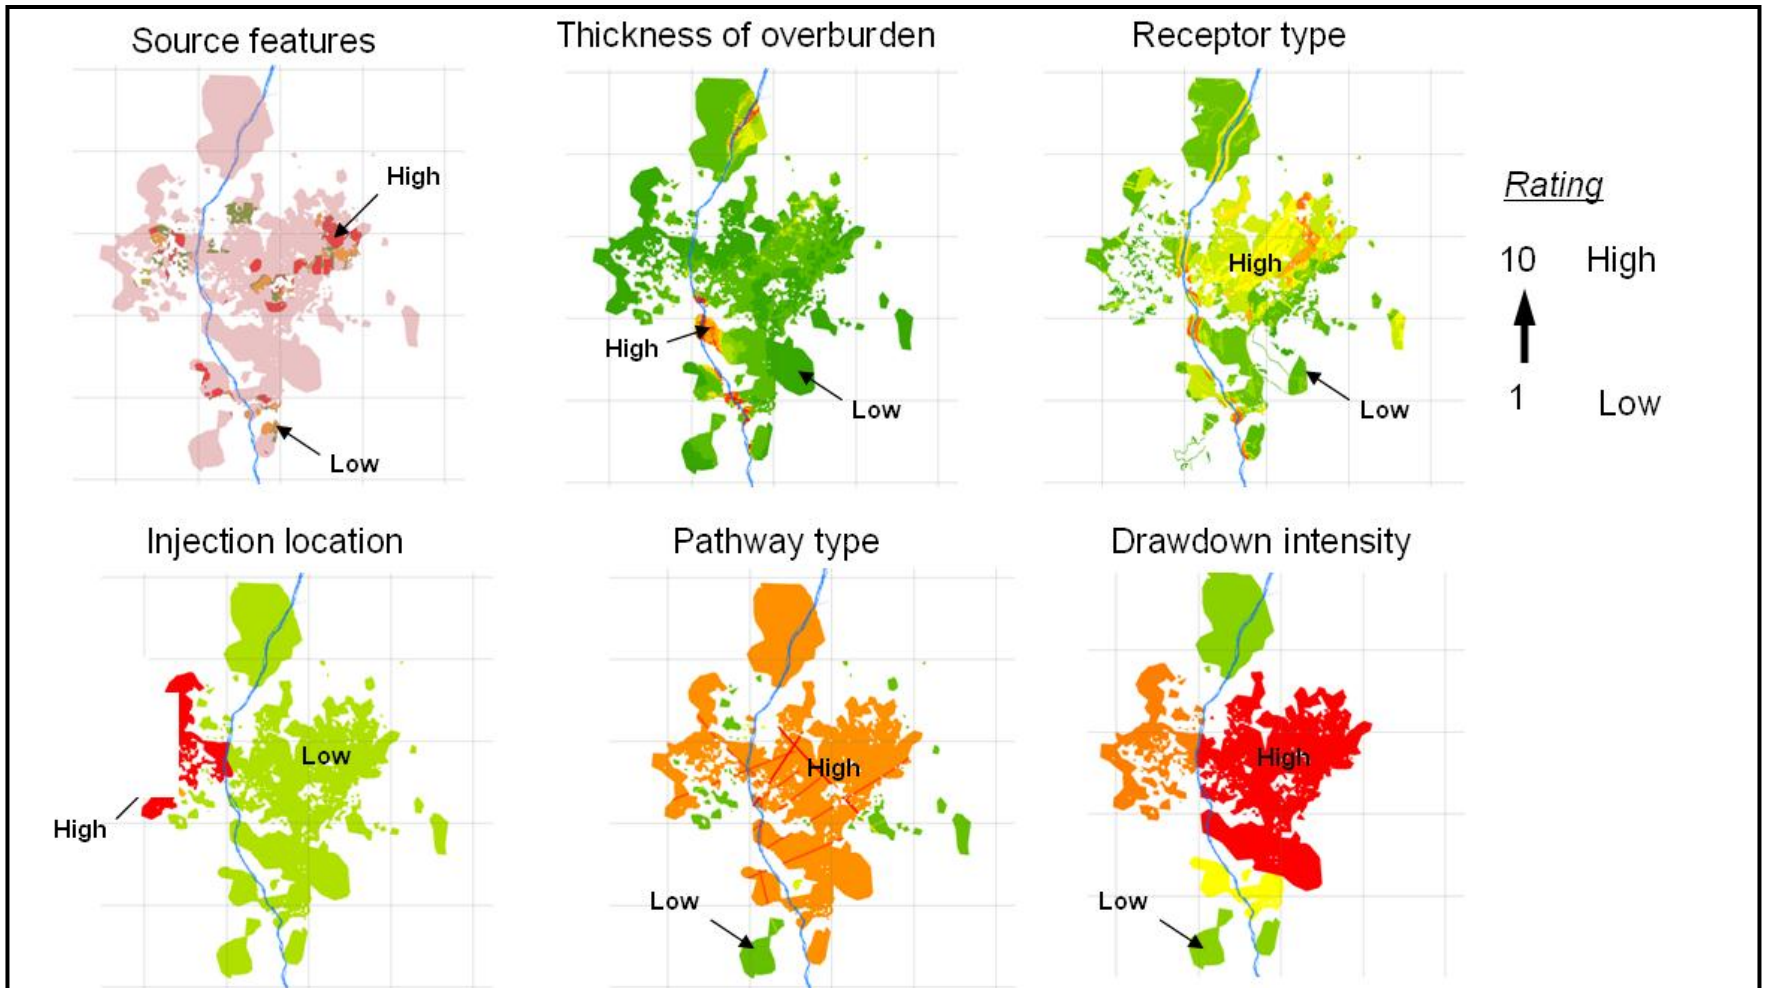 Source features
Thickness of overburden
Receptor type
High
Low
High
Low
High
Low
Rating
10 High
1 Low
Injection location
Pathway type
Drawdown intensity
Low
High
High
Low
High
Low